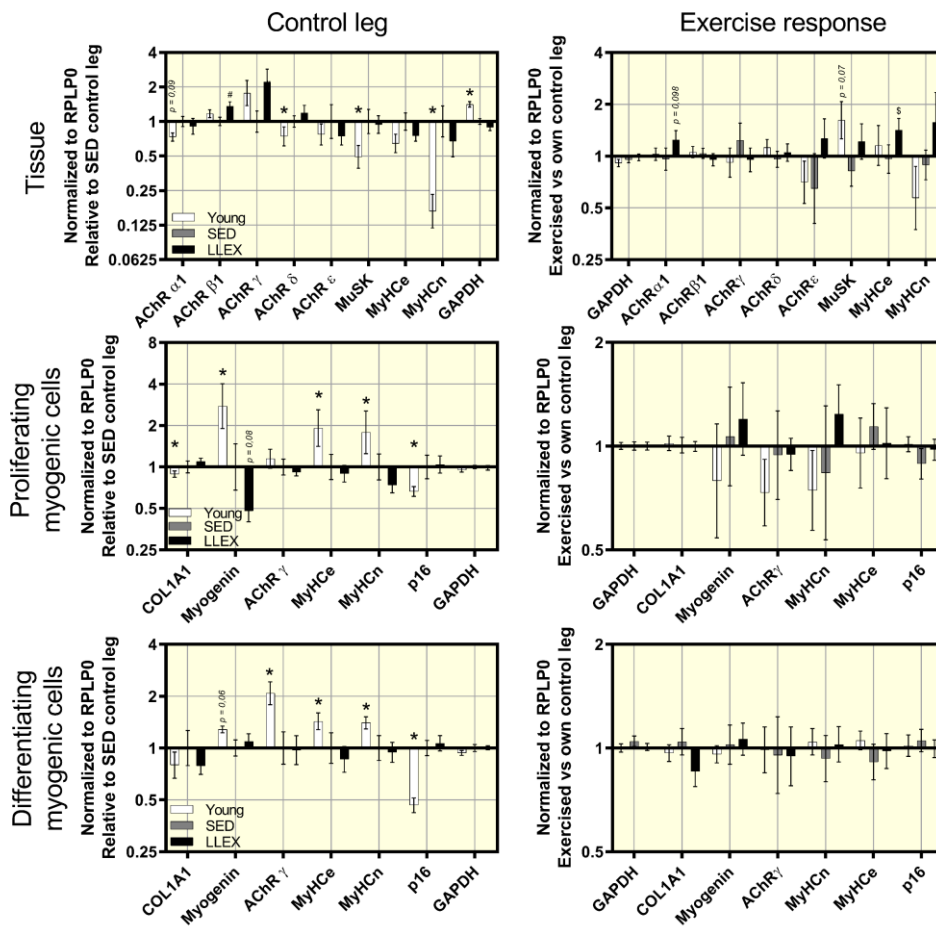 Control leg
Exercise response
Tissue
Normalized to RPLP0
Relative to SED control leg
4
2
1
0.5
0.25
0.125
0.0625
p = 0.09
#
*
*
*
*
Young
SED
LLEX
AChR α1
AChR β1
AChR γ
AChR δ
AChR ε
MuSK
MyHCe
MyHCn
GAPDH
Normalized to RPLP0
Exercised vs own control leg
4
2
1
0.5
0.25
p = 0.098
p = 0.07
$
GAPDH
AChRα1
AChRβ1
AChRγ
AChRδ
AChRε
MuSK
MyHCe
MyHCn
Proliferating
myogenic cells
Normalized to RPLP0
Relative to SED control leg
8
4
2
1
0.5
0.25
*
*
p = 0.08
*
*
*
Young
SED
LLEX
COL1A1
Myogenin
AChR γ
MyHCe
MyHCn
p16
GAPDH
Normalized to RPLP0
Exercised vs own control leg
2
1
0.5
GAPDH
COL1A1
Myogenin
AChRγ
MyHCn
MyHCe
p16
Differentiating
myogenic cells
Normalized to RPLP0
Relative to SED control leg
4
2
1
0.5
0.25
p = 0.06
*
*
*
*
Young
SED
LLEX
COL1A1
Myogenin
AChR γ
MyHCe
MyHCn
p16
GAPDH
Normalized to RPLP0
Exercised vs own control leg
2
1
0.5
GAPDH
COL1A1
Myogenin
AChRγ
MyHCn
MyHCe
p16